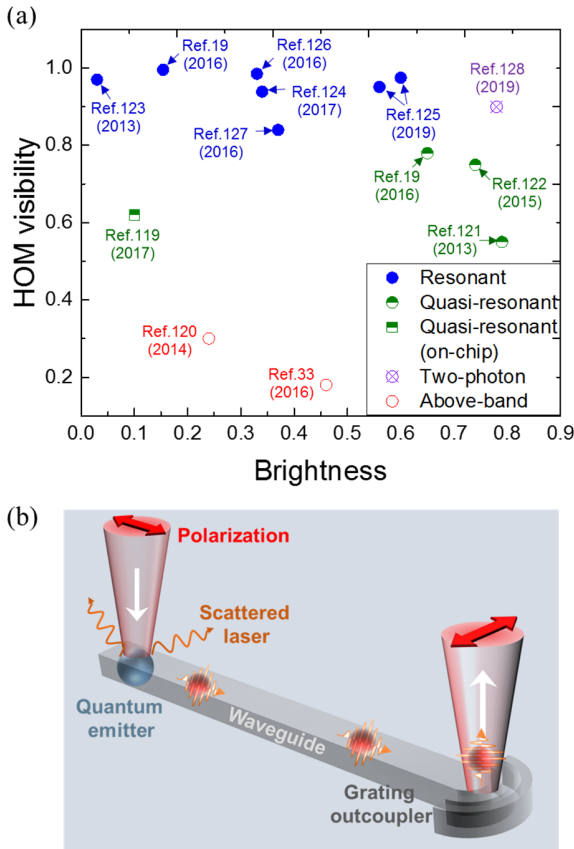 (a)
HOM visibility
1.0
0.8
0.6
0.4
0.2
Ref.19
(2016)
Ref.126
(2016)
Ref.128
(2019)
Ref.123
(2013)
Ref.124
(2017)
Ref.125
(2019)
Ref.127
(2016)
Ref.19
(2016)
Ref.122
(2015)
Ref.119
(2017)
Ref.121
(2013)
Ref.120
(2014)
Ref.33
(2016)
Resonant
Quasi-resonant
Quasi-resonant
(on-chip)
Two-photon
Above-band
0.0 0.1 0.2 0.3 0.4 0.5 0.6 0.7 0.8 0.9
Brightness
(b)
Polarization
Scattered
laser
Quantum
emitter
Waveguide
Grating
outcoupler